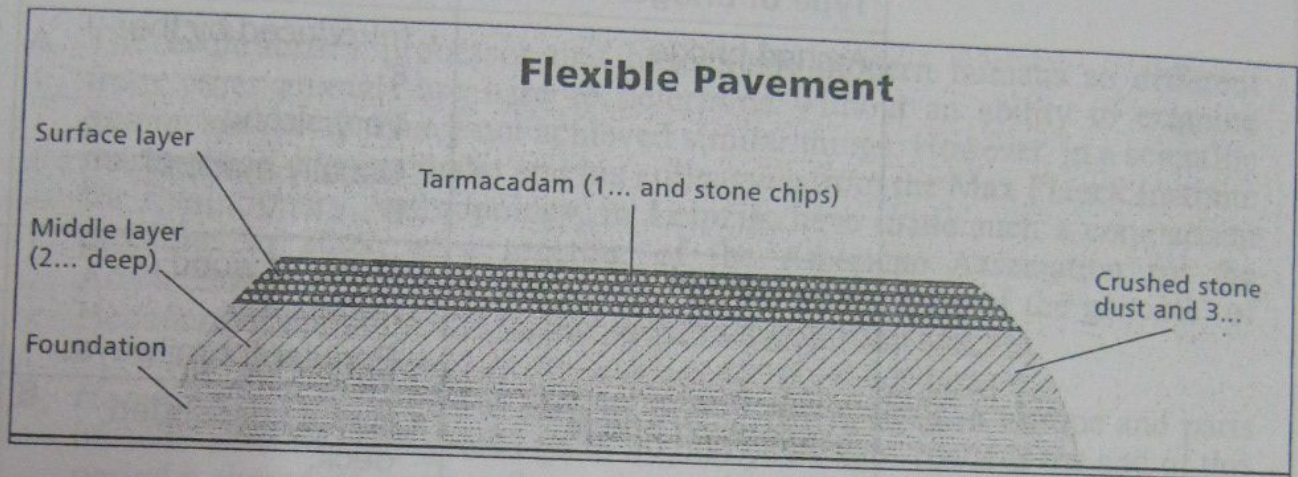 Flexible Pavement
Surface layer
Tarmacadam (1... and stone chips)
Middle layer
(2... deep)
Crushed stone
dust and 3...
Foundation